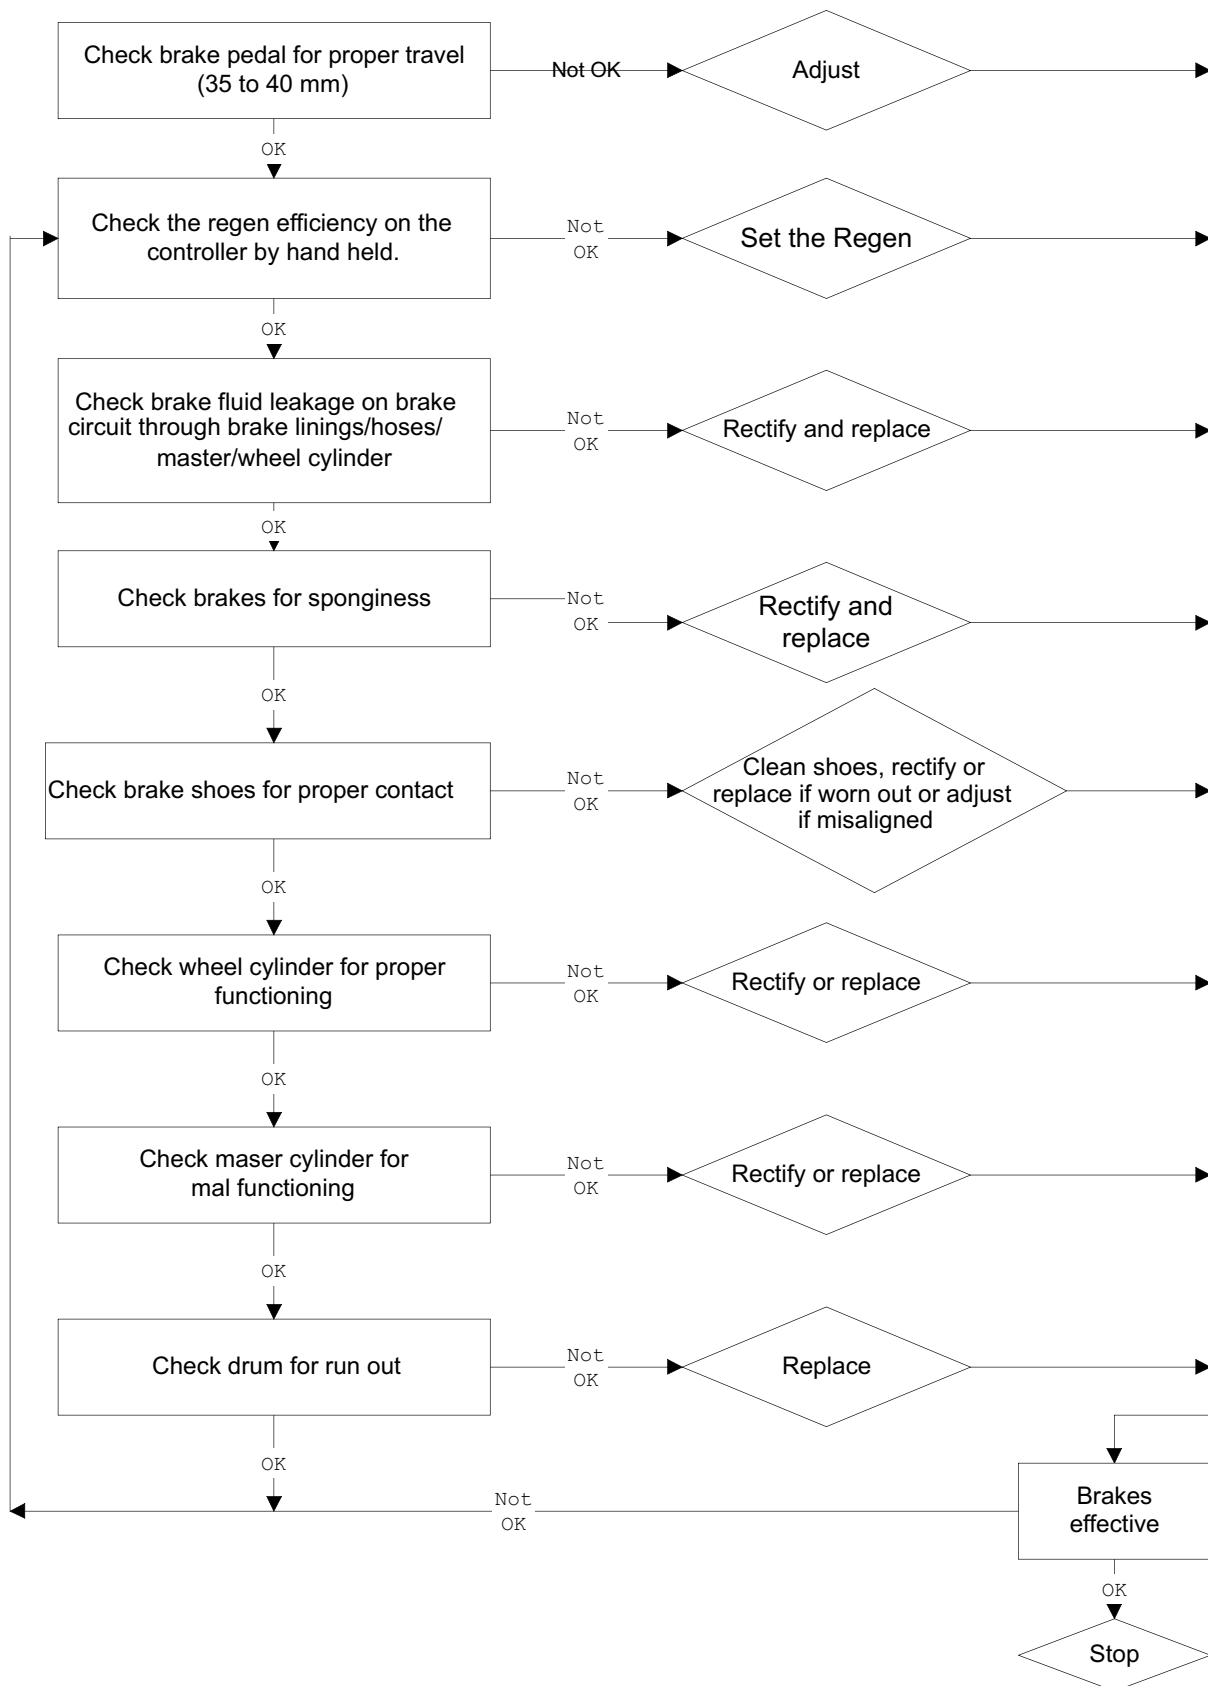 Check brake pedal for proper travel
(35 to 40 mm)
Not OK
Adjust
OK
Check the regen efficiency on the
controller by hand held.
Not
OK
Set the Regen
OK
Check brake fluid leakage on brake
circuit through brake linings/hoses/
master/wheel cylinder
Not
OK
Rectify and replace
OK
Check brakes for sponginess
Not
OK
Rectify and
replace
OK
Check brake shoes for proper contact
Not
OK
Clean shoes, rectify or
replace if worn out or adjust
if misaligned
OK
Check wheel cylinder for proper
functioning
Not
OK
Rectify or replace
OK
Check maser cylinder for
mal functioning
Not
OK
Rectify or replace
OK
Check drum for run out
Not
OK
Replace
OK
Not
OK
Brakes
effective
OK
Stop